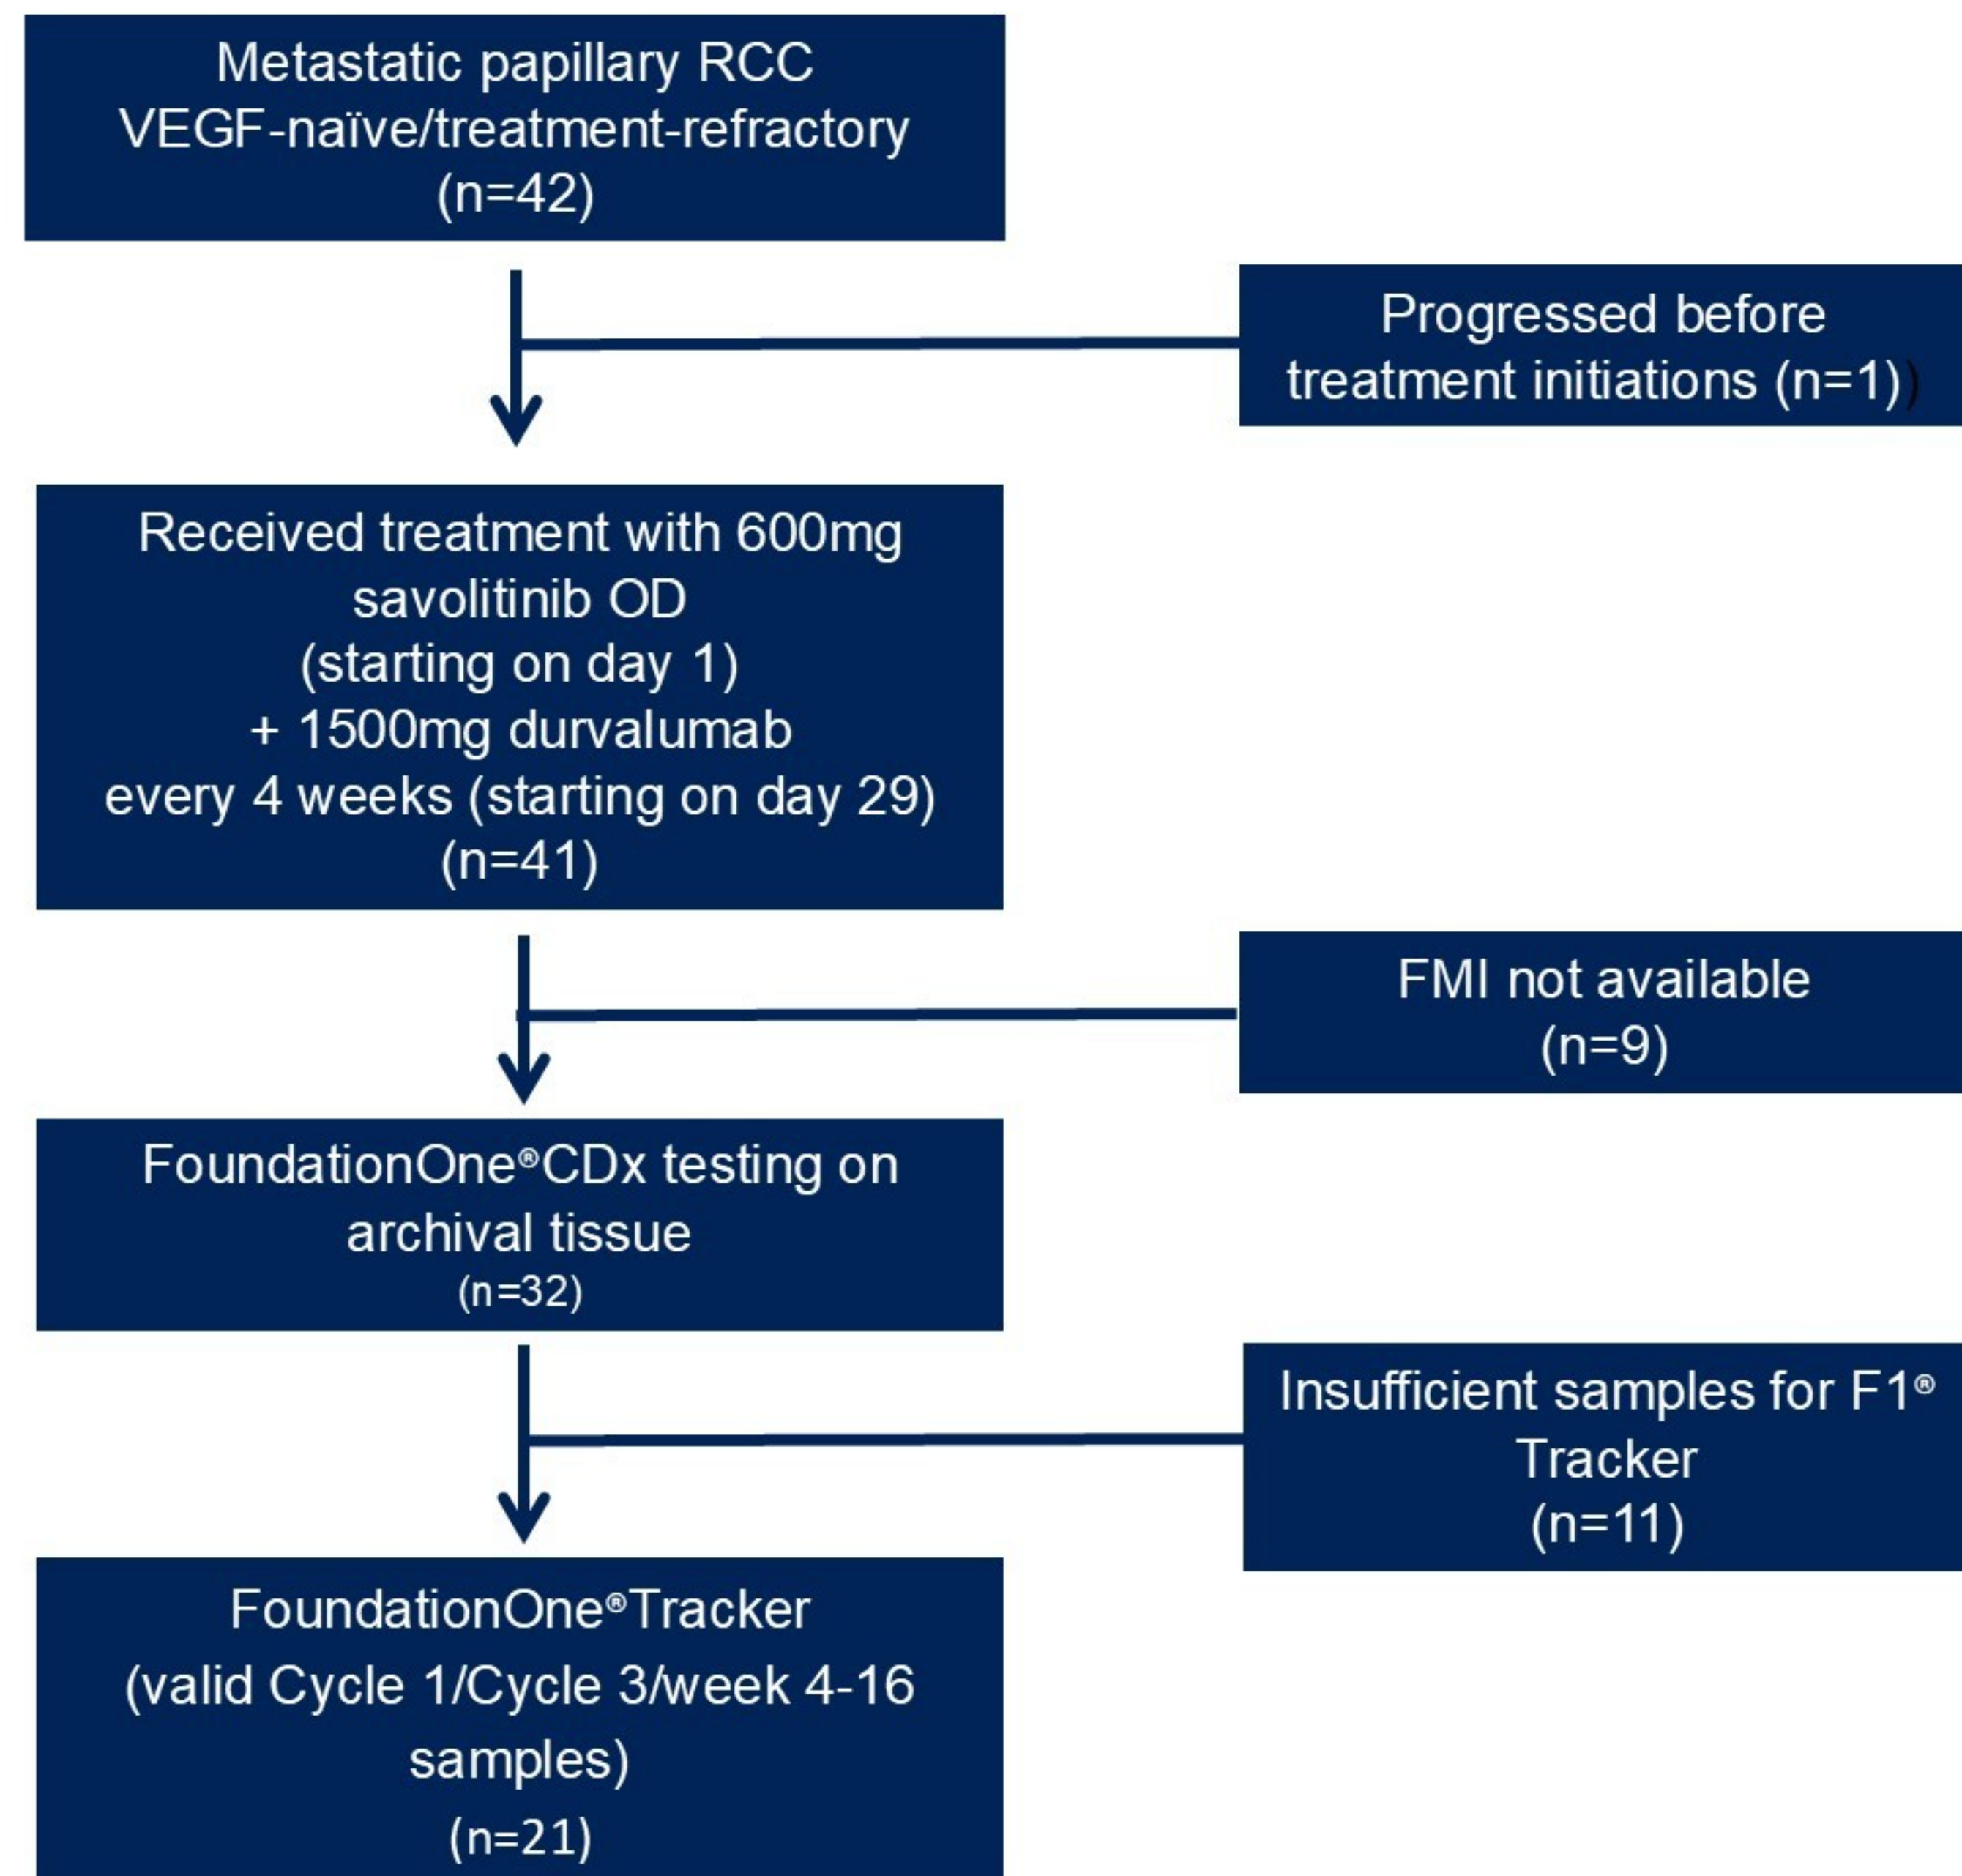 Metastatic papillary RCC
VEGF-naïve/treatment-refractory
(n=42)
Progressed before
treatment initiations (n=1))
Received treatment with 600mg
savolitinib OD
(starting on day 1)
+ 1500mg durvalumab
every 4 weeks (starting on day 29)
(n=41)
FMI not available
(n=9)
FoundationOne®CDx testing on
archival tissue
(n=32)
Insufficient samples for F1®
Tracker
(n=11)
FoundationOne®Tracker
(valid Cycle 1/Cycle 3/week 4-16
samples)
(n=21)